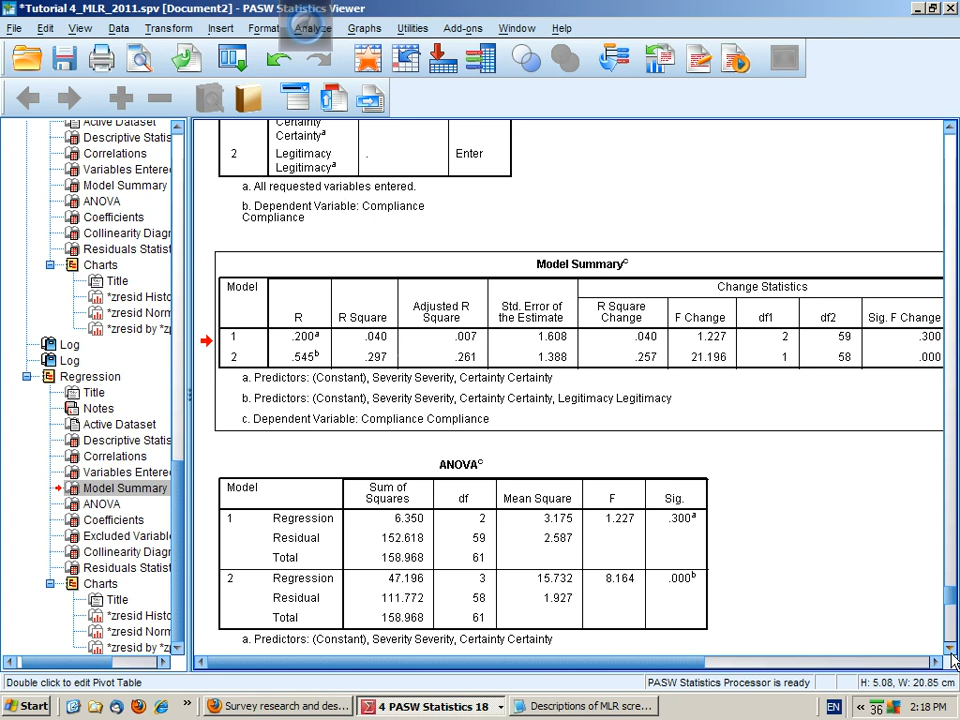 *Tutorial 4_MLR_2011.spv [Document2] - PASW Statistics Viewer
File Edit View Data Transform Insert Format Analyze Graphs Utilities Add-ons Window Help
Active Dataset
Descriptive Statis
Correlations
Variables Entere
Model Summary
ANOVA
Coefficients
Collinearity Diagr
Residuals Statist
Charts
Title
*zresid Histo
*zresid Norm
*zresid by *z
Log
Log
Regression
Title
Notes
Active Dataset
Descriptive Statis
Correlations
Variables Entere
Model Summary
ANOVA
Coefficients
Excluded Variabl
Collinearity Diagr
Residuals Statist
Charts
Title
*zresid Histo
*zresid Norm
*zresid by *z
Certainty
Certaintyᵃ
2 Legitimacy . Enter
Legitimacyᵃ
a. All requested variables entered.
b. Dependent Variable: Compliance
Compliance
Model Summaryᶜ
Model R R Square Adjusted R Square Std. Error of the Estimate Change Statistics
R Square Change F Change df1 df2 Sig. F Change
1 .200ᵃ .040 .007 1.608 .040 1.227 2 59 .300
2 .545ᵇ .297 .261 1.388 .257 21.196 1 58 .000
a. Predictors: (Constant), Severity Severity, Certainty Certainty
b. Predictors: (Constant), Severity Severity, Certainty Certainty, Legitimacy Legitimacy
c. Dependent Variable: Compliance Compliance
ANOVAᶜ
Model Sum of Squares df Mean Square F Sig.
1 Regression 6.350 2 3.175 1.227 .300ᵃ
Residual 152.618 59 2.587
Total 158.968 61
2 Regression 47.196 3 15.732 8.164 .000ᵇ
Residual 111.772 58 1.927
Total 158.968 61
a. Predictors: (Constant), Severity Severity, Certainty Certainty
Double click to edit Pivot Table PASW Statistics Processor is ready H: 5.08, W: 20.85 cm
Start » Survey research and des... 4 PASW Statistics 18 Descriptions of MLR scre... EN « 36 2:18 PM